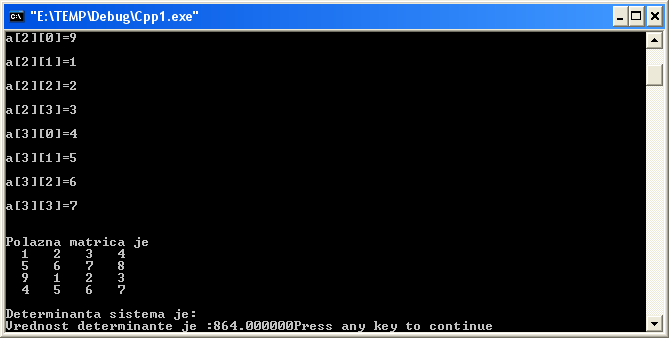 "E:\TEMP\Debug\Cpp1.exe"
a[2][0]=9
a[2][1]=1
a[2][2]=2
a[2][3]=3
a[3][0]=4
a[3][1]=5
a[3][2]=6
a[3][3]=7
Polazna matrica je
1 2 3 4
5 6 7 8
9 1 2 3
4 5 6 7
Determinanta sistema je:
Vrednost determinante je :864.000000Press any key to continue